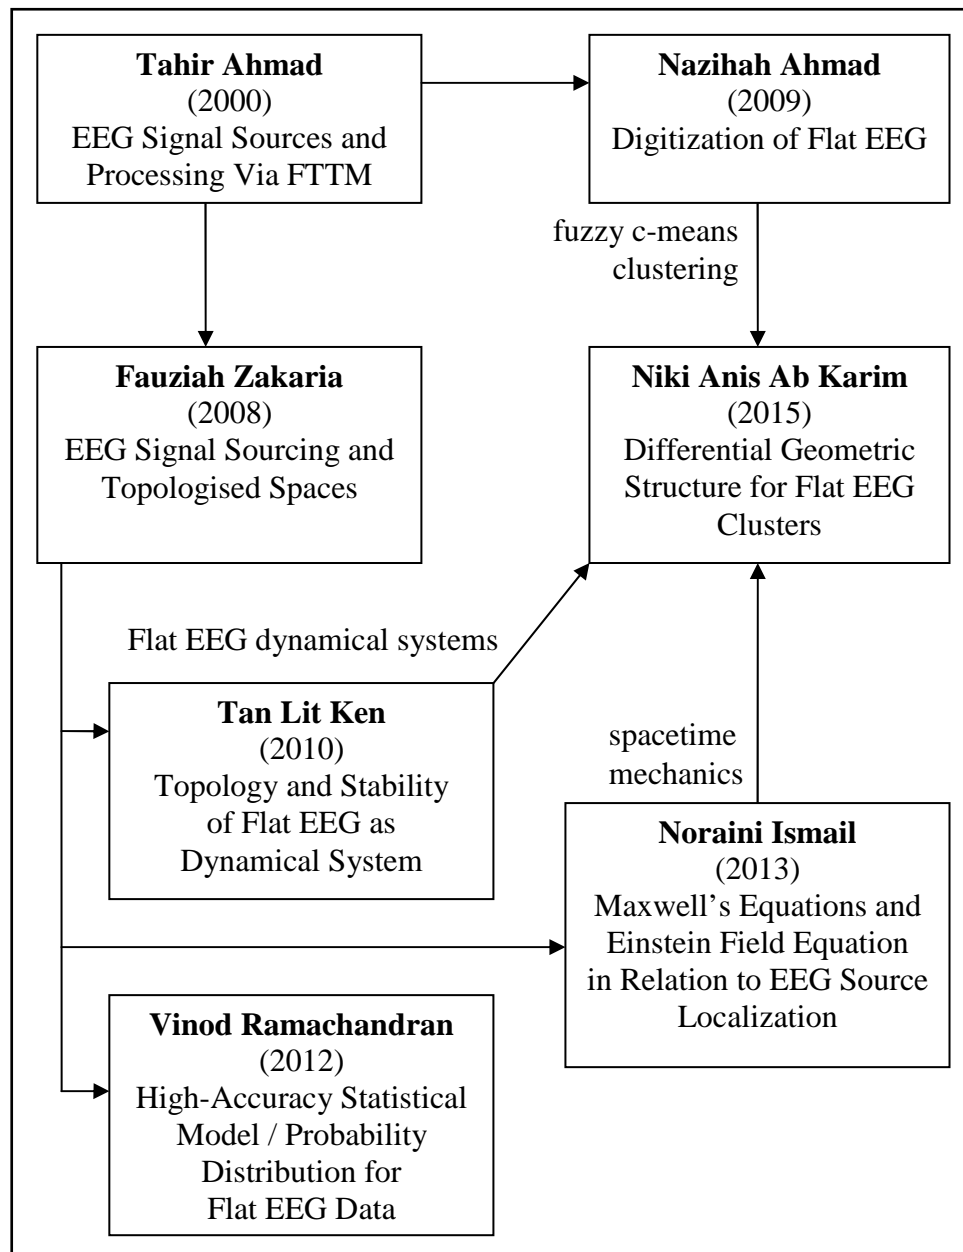 Tahir Ahmad
(2000)
EEG Signal Sources and
Processing Via FTTM
Nazihah Ahmad
(2009)
Digitization of Flat EEG
fuzzy c-means
clustering
Fauziah Zakaria
(2008)
EEG Signal Sourcing and
Topologised Spaces
Niki Anis Ab Karim
(2015)
Differential Geometric
Structure for Flat EEG
Clusters
Flat EEG dynamical systems
Tan Lit Ken
(2010)
Topology and Stability
of Flat EEG as
Dynamical System
spacetime
mechanics
Noraini Ismail
(2013)
Maxwell’s Equations and
Einstein Field Equation
in Relation to EEG Source
Localization
Vinod Ramachandran
(2012)
High-Accuracy Statistical
Model / Probability
Distribution for
Flat EEG Data